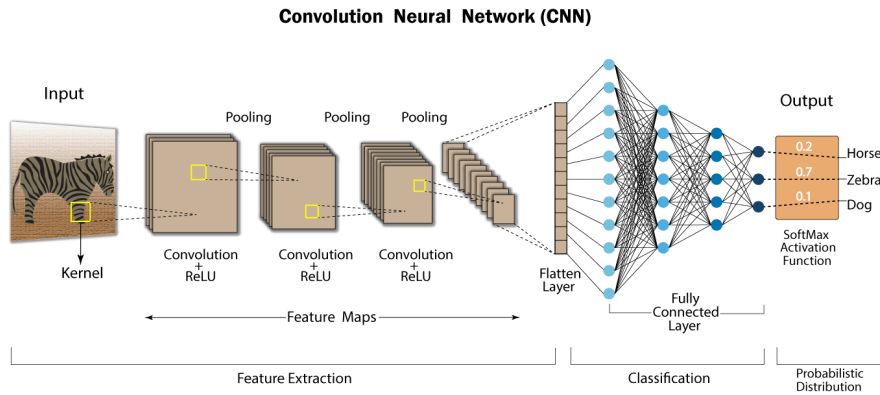 Convolution Neural Network (CNN)
Input
Kernel
Pooling
Pooling
Pooling
Convolution
+
ReLU
Convolution
+
ReLU
Convolution
+
ReLU
Feature Maps
Flatten
Layer
Fully
Connected
Layer
Output
0.2
Horse
0.7
Zebra
0.1
Dog
SoftMax
Activation
Function
Feature Extraction
Classification
Probabilistic
Distribution